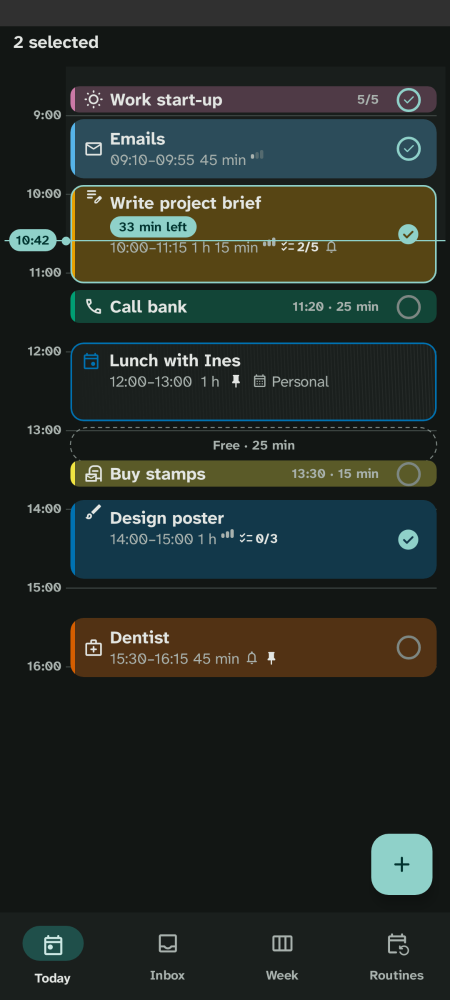 2 selected
Work start-up 5/5
9:00
Emails
09:10–09:55 45 min
10:00
Write project brief
33 min left
10:42
10:00–11:15 1 h 15 min 2/5
11:00
Call bank 11:20 · 25 min
12:00
Lunch with Ines
12:00–13:00 1 h Personal
13:00
Free · 25 min
Buy stamps 13:30 · 15 min
14:00
Design poster
14:00–15:00 1 h 0/3
15:00
Dentist
15:30–16:15 45 min
16:00
Today Inbox Week Routines